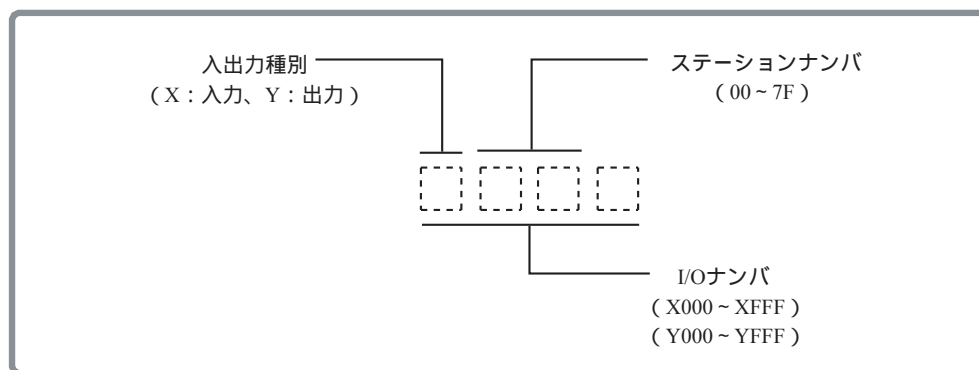 入出力種別
( X：入力、Y：出力 )
ステーションナンバ
( 00 ~ 7F )
I/Oナンバ
( X000 ~ XFFF )
( Y000 ~ YFFF )